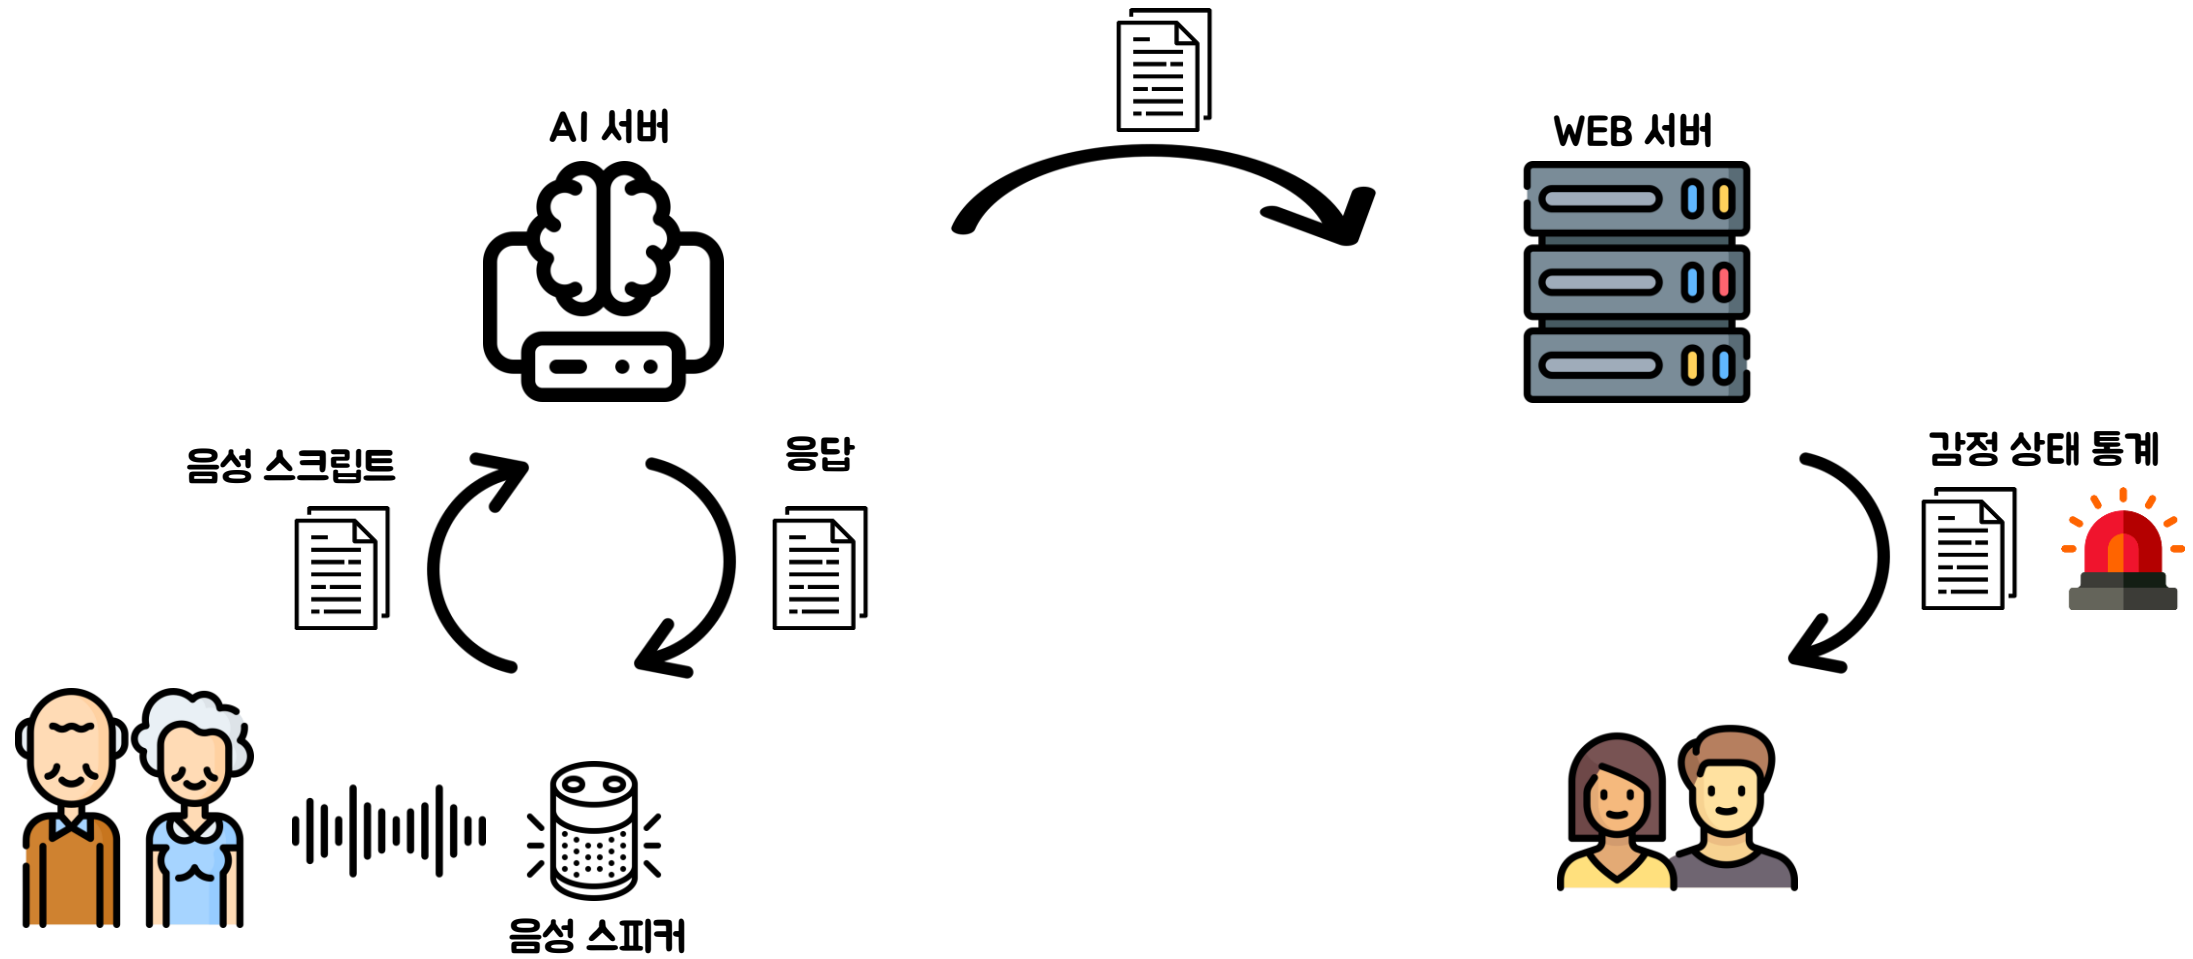 AI 서버
WEB 서버
음성 스크립트
응답
감정 상태 통계
음성 스피커